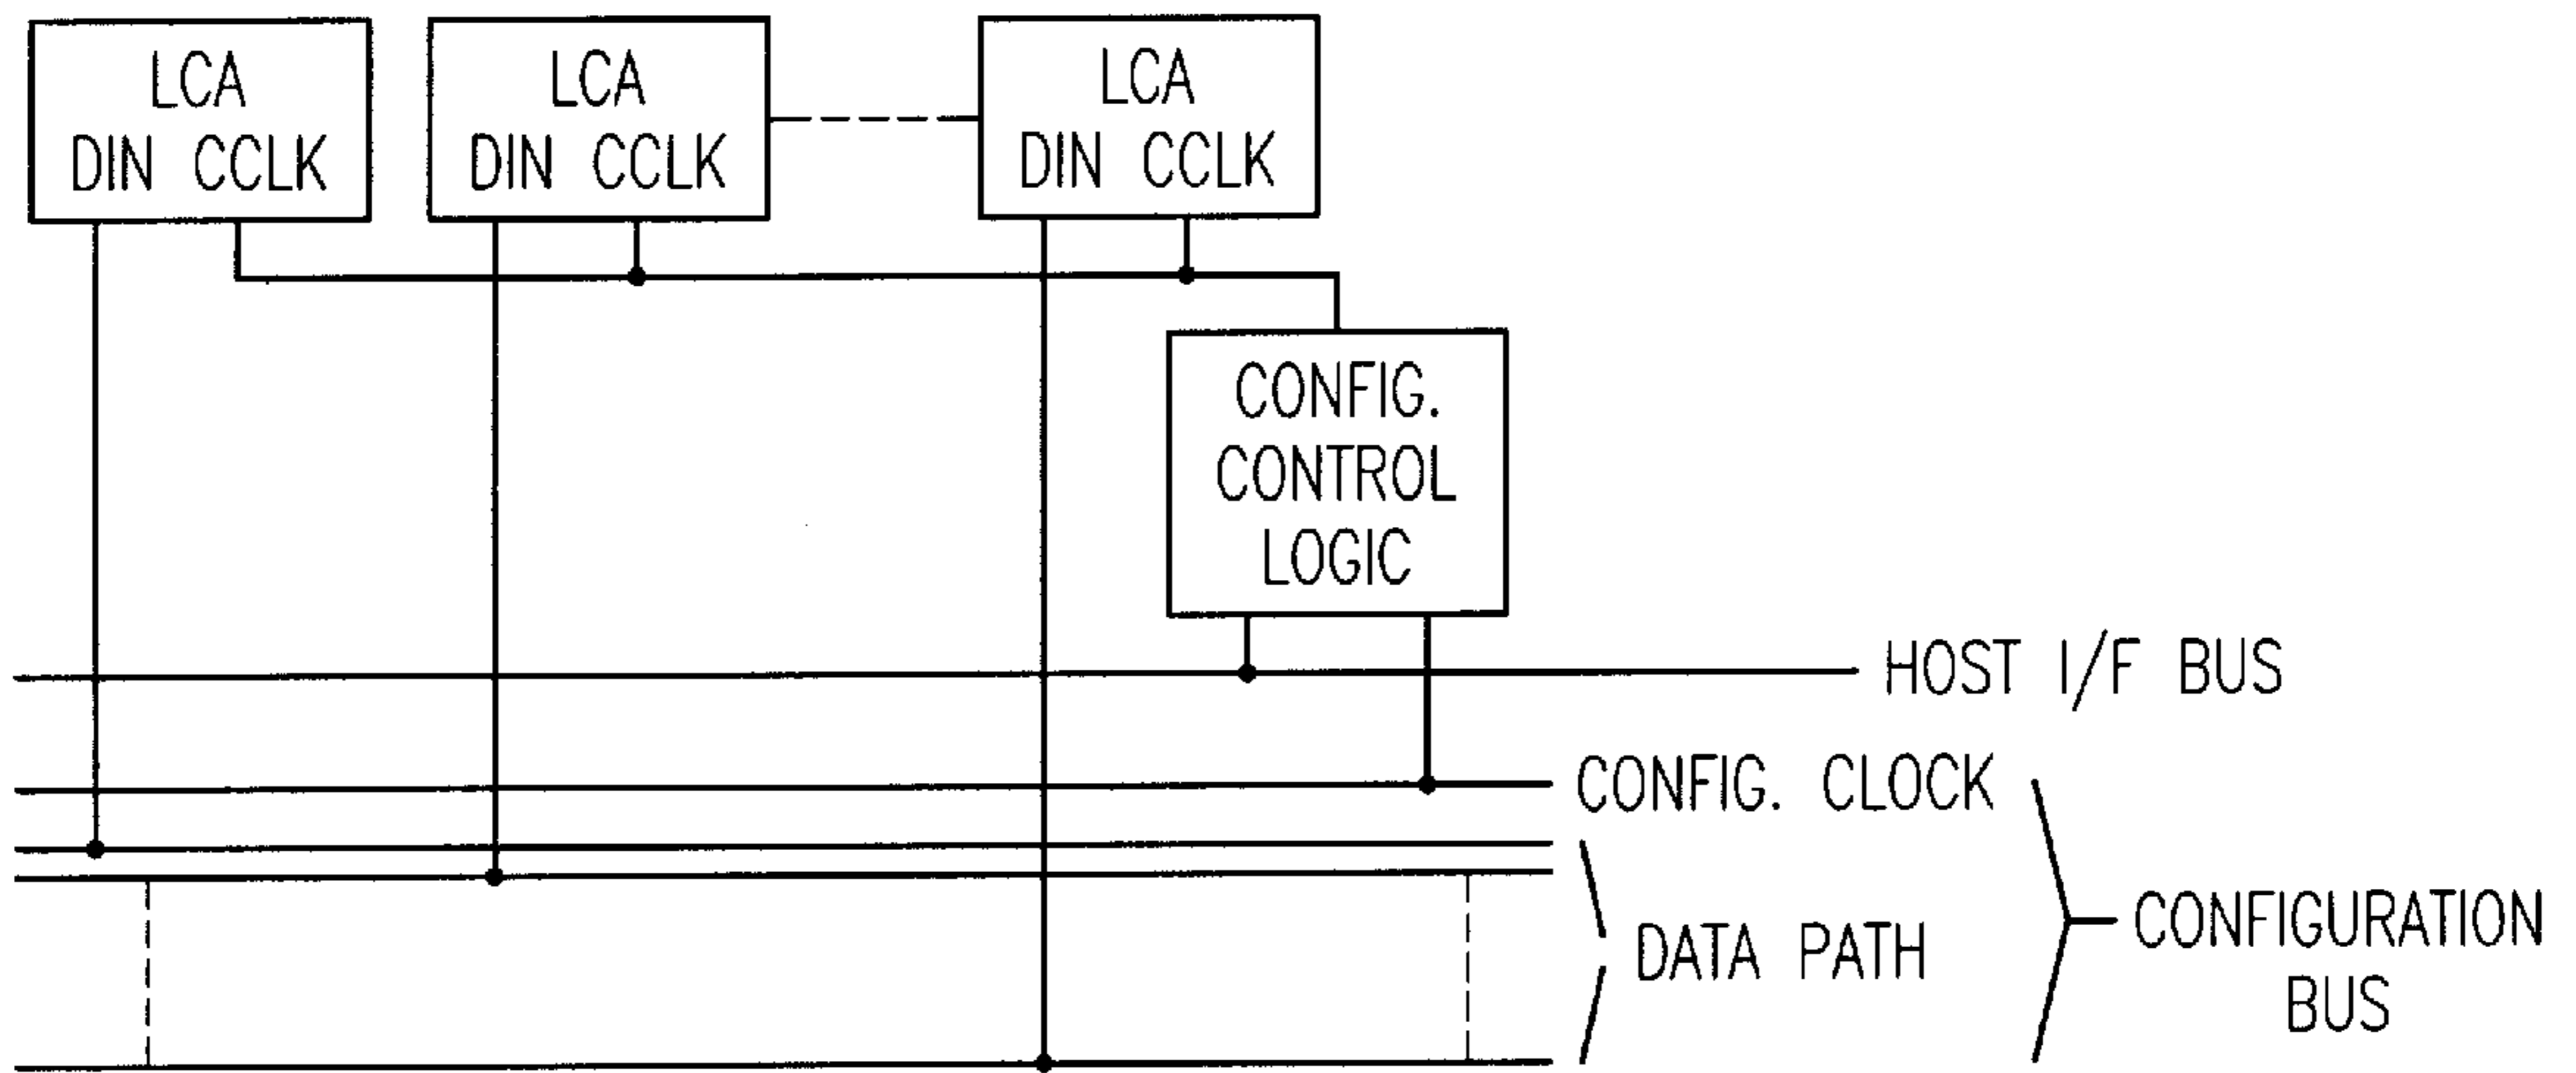 LCA
DIN CCLK
LCA
DIN CCLK
LCA
DIN CCLK
CONFIG.
CONTROL
LOGIC
HOST I/F BUS
CONFIG. CLOCK
DATA PATH
CONFIGURATION
BUS